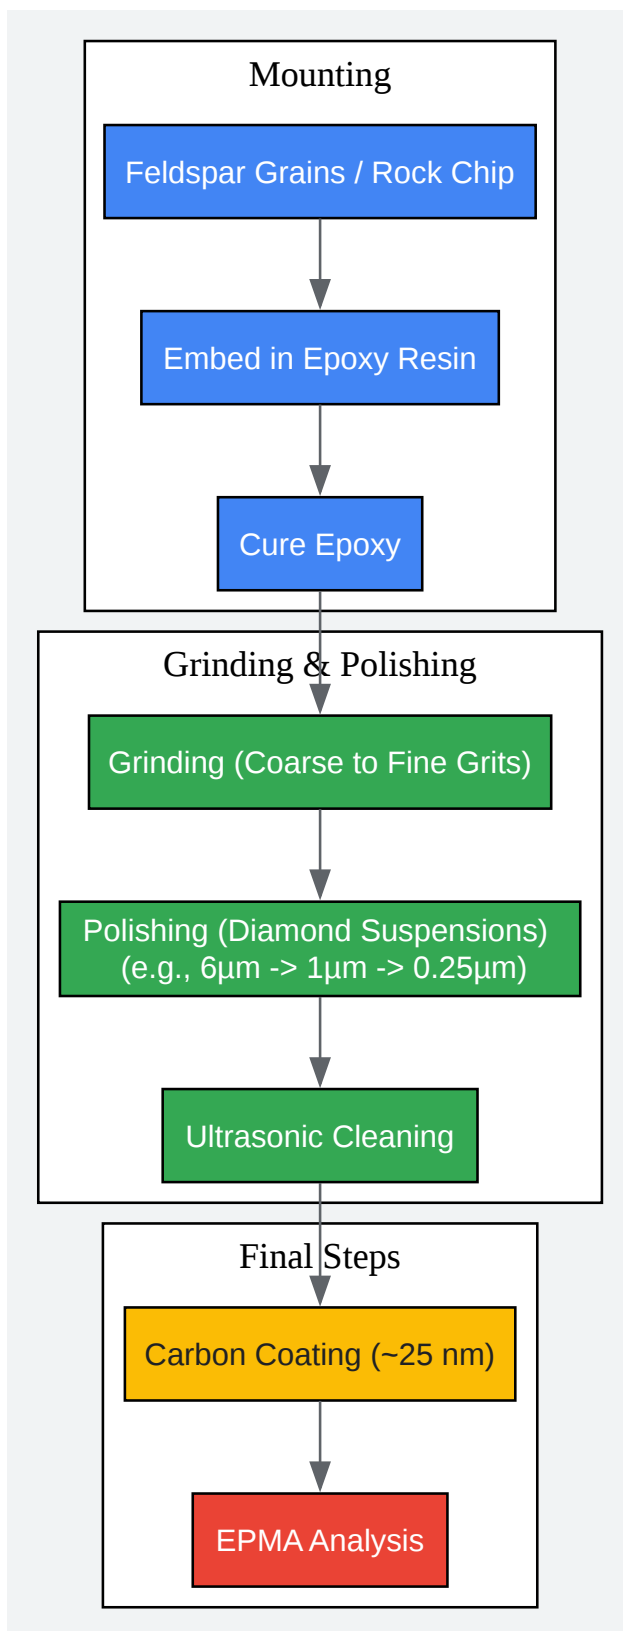 Mounting
Feldspar Grains / Rock Chip
Embed in Epoxy Resin
Cure Epoxy
Grinding & Polishing
Grinding (Coarse to Fine Grits)
Polishing (Diamond Suspensions)
(e.g., 6µm -> 1µm -> 0.25µm)
Ultrasonic Cleaning
Final Steps
Carbon Coating (~25 nm)
EPMA Analysis